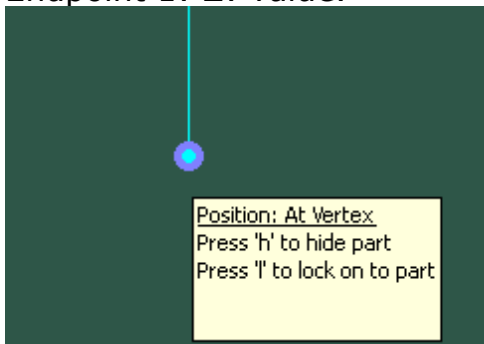 Position: At Vertex
Press 'h' to hide part
Press 'l' to lock on to part